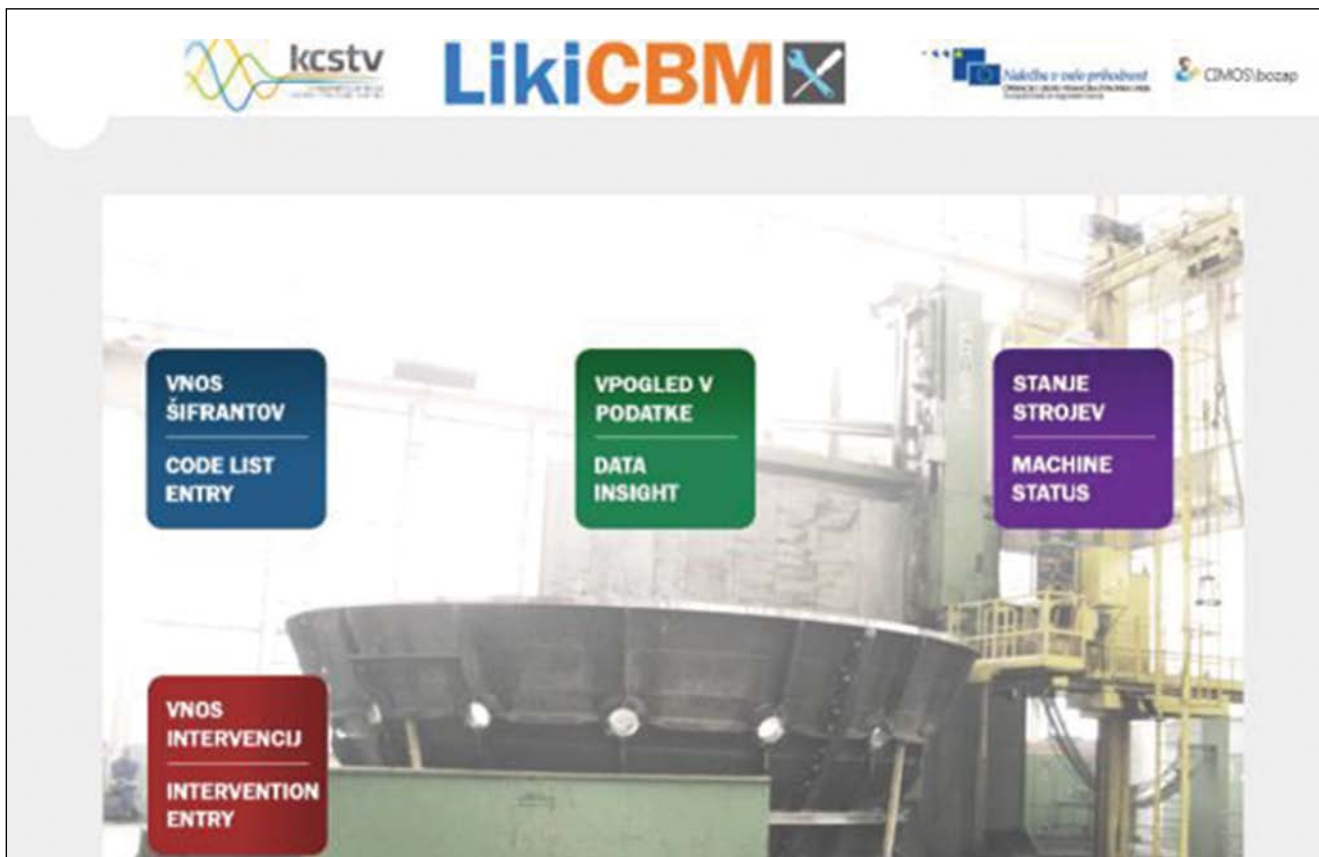 kcstv
LikiCBM
Naložba v vašo prihodnost
CIMOS\bozap
VNOS
ŠIFRANTOV
CODE LIST
ENTRY
VPOGLED V
PODATKE
DATA
INSIGHT
STANJE
STROJEV
MACHINE
STATUS
VNOS
INTERVENCIJ
INTERVENTION
ENTRY